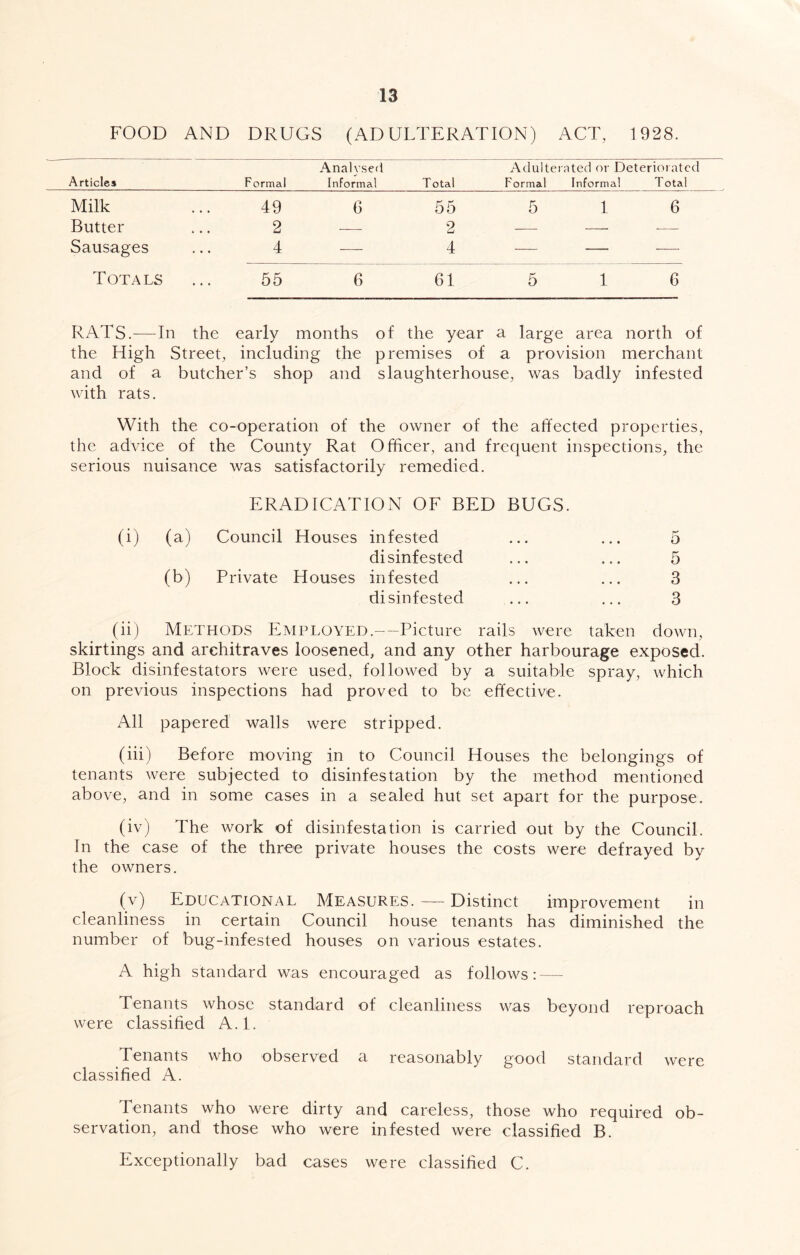 13
FOOD AND DRUGS (ADULTERATION) ACT, 1928.
Analysed Adulterated or Deteriorated
Articles Formal Informal Total Formal Informal Total
Milk ... 49 6 55 5 1 6
Butter ... 2 — 2 — — —
Sausages ... 4 — 4 — — —
TOTALS ... 55 6 61 5 1 6
RATS.—In the early months of the year a large area north of
the High Street, including the premises of a provision merchant
and of a butcher's shop and slaughterhouse, was badly infested
with rats.
With the co-operation of the owner of the affected properties,
the advice of the County Rat Officer, and frequent inspections, the
serious nuisance was satisfactorily remedied.
ERADICATION OF BED BUGS.
(i) (a) Council Houses infested ... ... 5
disinfested ... ... 5
(b) Private Houses infested ... ... 3
disinfested ... ... 3
(ii) METHODS EMPLOYED.—Picture rails were taken down,
skirtings and architraves loosened, and any other harbourage exposed.
Block disinfestators were used, followed by a suitable spray, which
on previous inspections had proved to be effective.
All papered walls were stripped.
(iii) Before moving in to Council Houses the belongings of
tenants were subjected to disinfestation by the method mentioned
above, and in some cases in a sealed hut set apart for the purpose.
(iv) The work of disinfestation is carried out by the Council.
In the case of the three private houses the costs were defrayed by
the owners.
(v) EDUCATIONAL MEASURES. — Distinct improvement in
cleanliness in certain Council house tenants has diminished the
number of bug-infested houses on various estates.
A high standard was encouraged as follows:—
Tenants whose standard of cleanliness was beyond reproach
were classified A.1.
Tenants who observed a reasonably good standard were
classified A.
Tenants who were dirty and careless, those who required ob-
servation, and those who were infested were classified B.
Exceptionally bad cases were classified C.